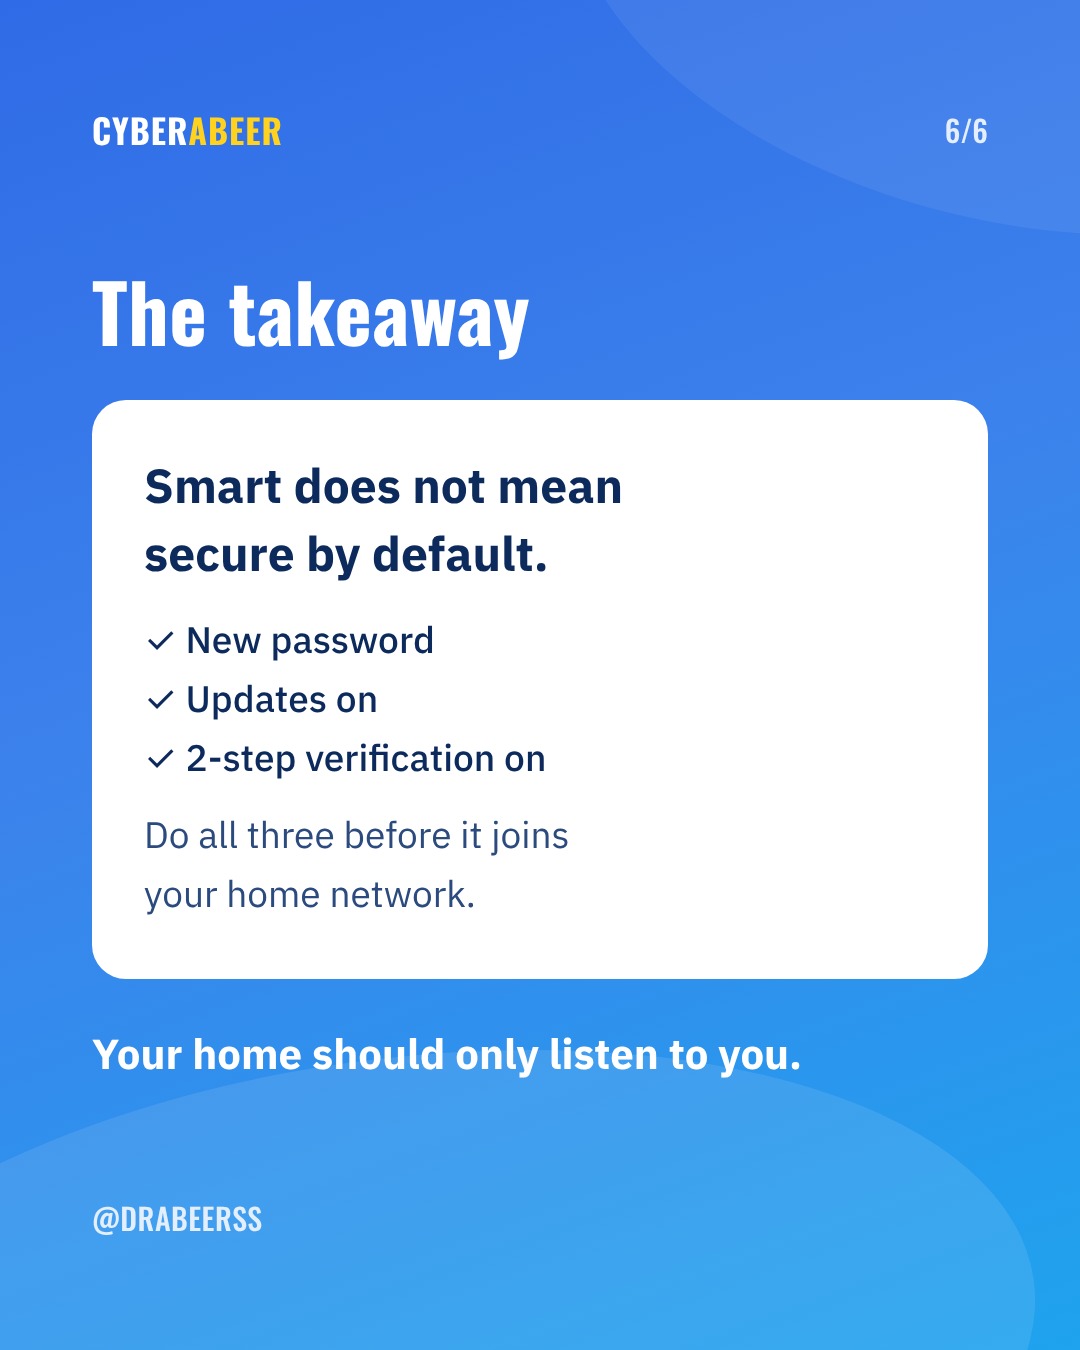 CYBERABEER
6/6
The takeaway
Smart does not mean
secure by default.
✓ New password
✓ Updates on
✓ 2-step verification on
Do all three before it joins
your home network.
Your home should only listen to you.
@DRABEERSS